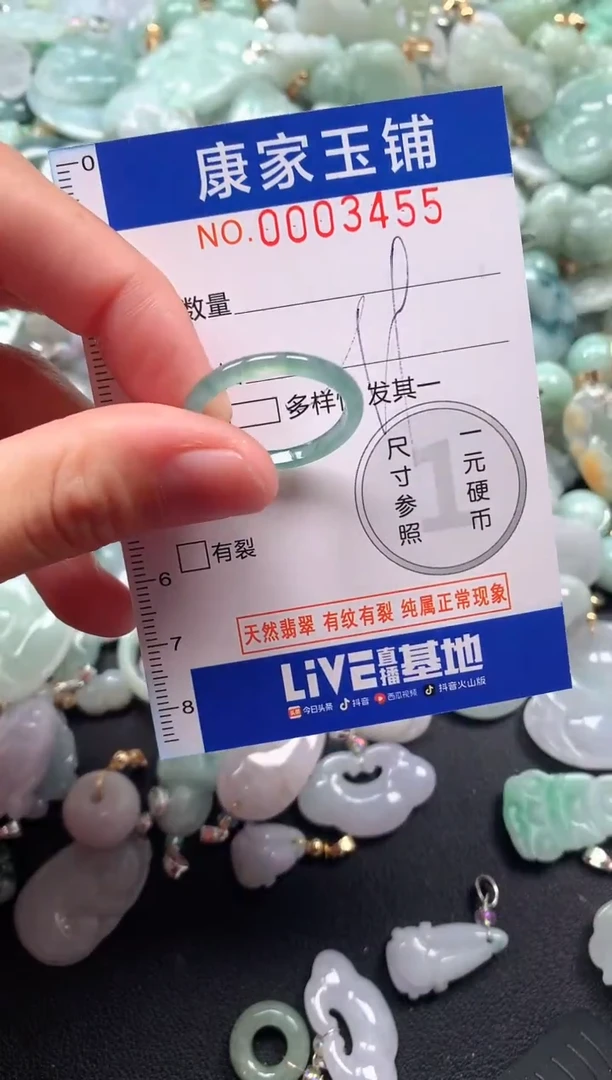 0
康家玉铺
NO.0003455
数量
多样
发其一
尺寸参照
一元硬币
1
有裂
6
天然翡翠 有纹有裂 纯属正常现象
7
LiVE直播基地
8
头条 今日头条 抖音 西瓜视频 抖音火山版